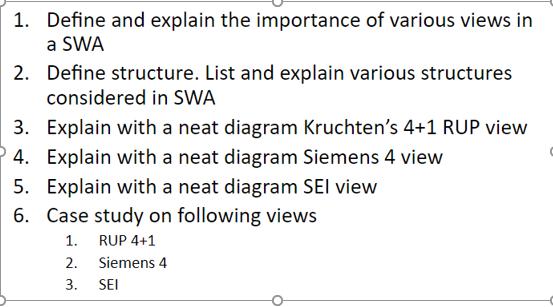 1. Define and explain the importance of various views in
a SWA
2. Define structure. List and explain various structures
considered in SWA
3. Explain with a neat diagram Kruchten’s 4+1 RUP view
4. Explain with a neat diagram Siemens 4 view
5. Explain with a neat diagram SEI view
6. Case study on following views
1. RUP 4+1
2. Siemens 4
3. SEI